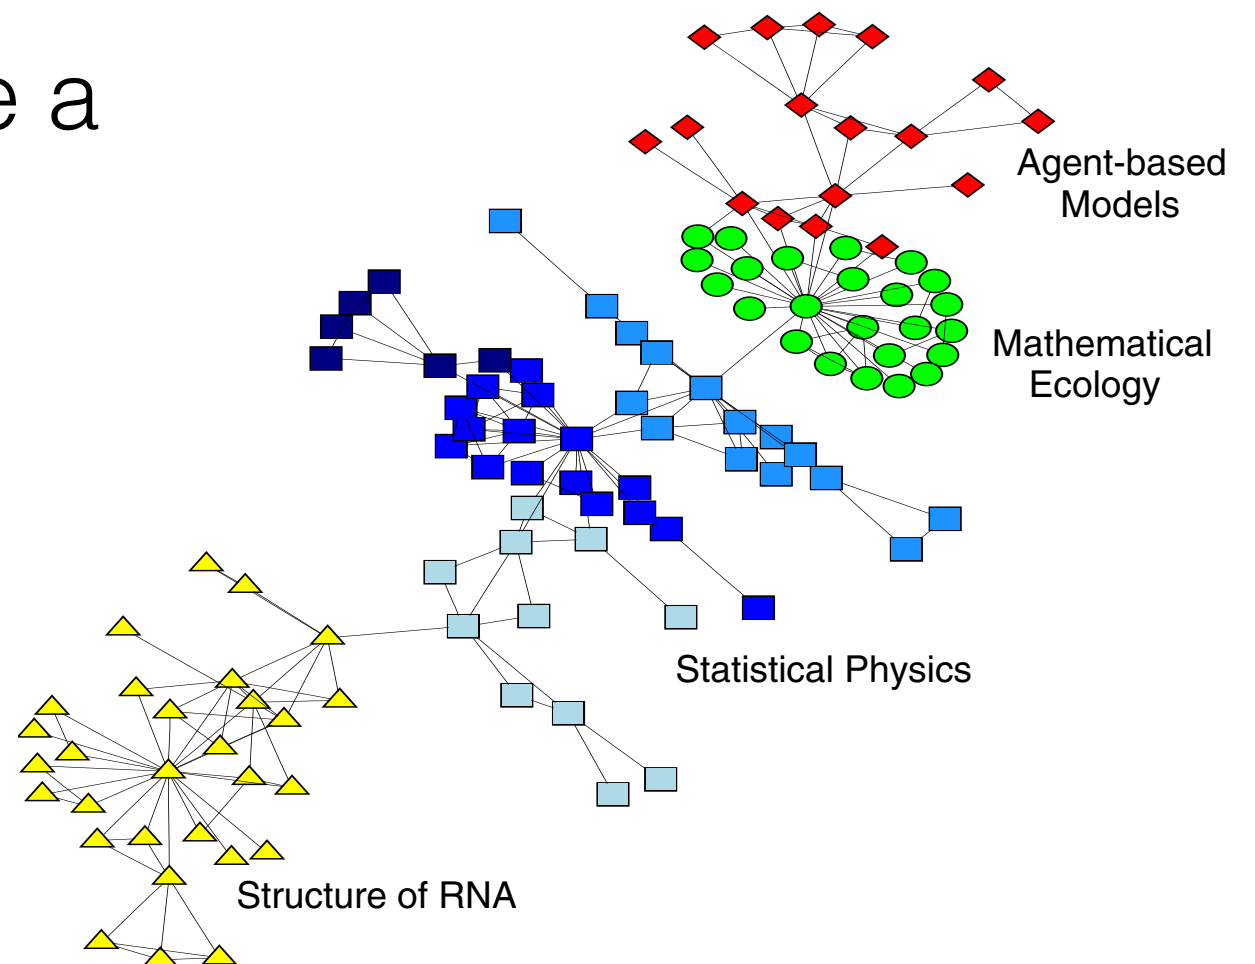 e a
Agent-based
Models
Mathematical
Ecology
Statistical Physics
Structure of RNA